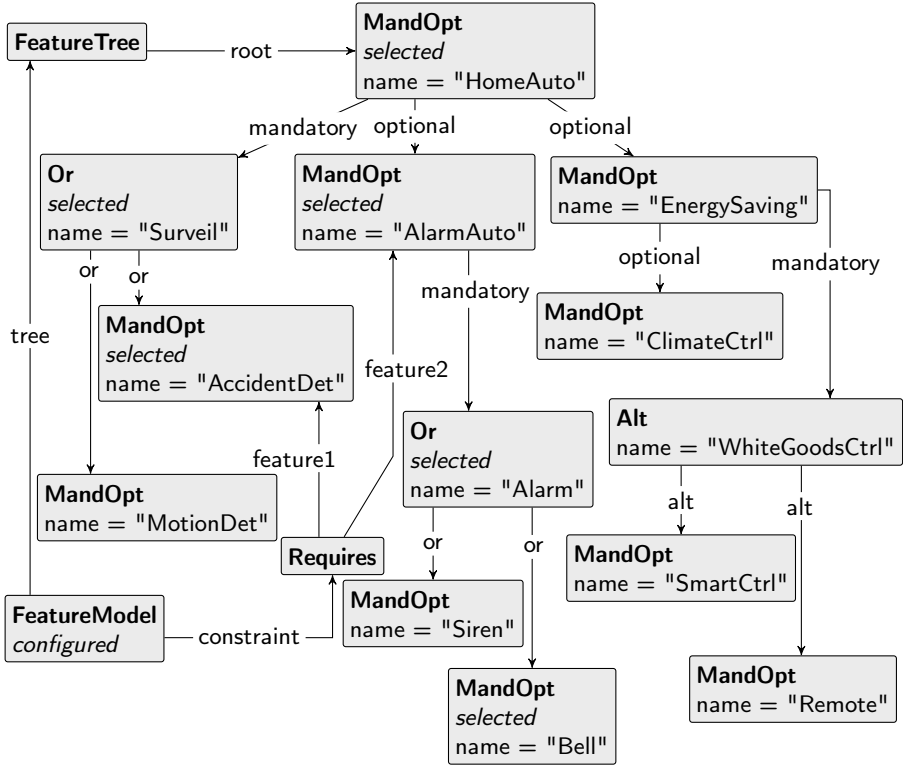 FeatureTree
root
MandOpt
selected
name = "HomeAuto"
mandatory
optional
optional
Or
selected
name = "Surveil"
MandOpt
selected
name = "AlarmAuto"
MandOpt
name = "EnergySaving"
or
or
mandatory
optional
mandatory
MandOpt
selected
name = "AccidentDet"
MandOpt
name = "ClimateCtrl"
tree
feature2
feature1
Or
selected
name = "Alarm"
Alt
name = "WhiteGoodsCtrl"
MandOpt
name = "MotionDet"
alt
alt
Requires
or
or
MandOpt
name = "SmartCtrl"
FeatureModel
configured
constraint
MandOpt
name = "Siren"
MandOpt
selected
name = "Bell"
MandOpt
name = "Remote"